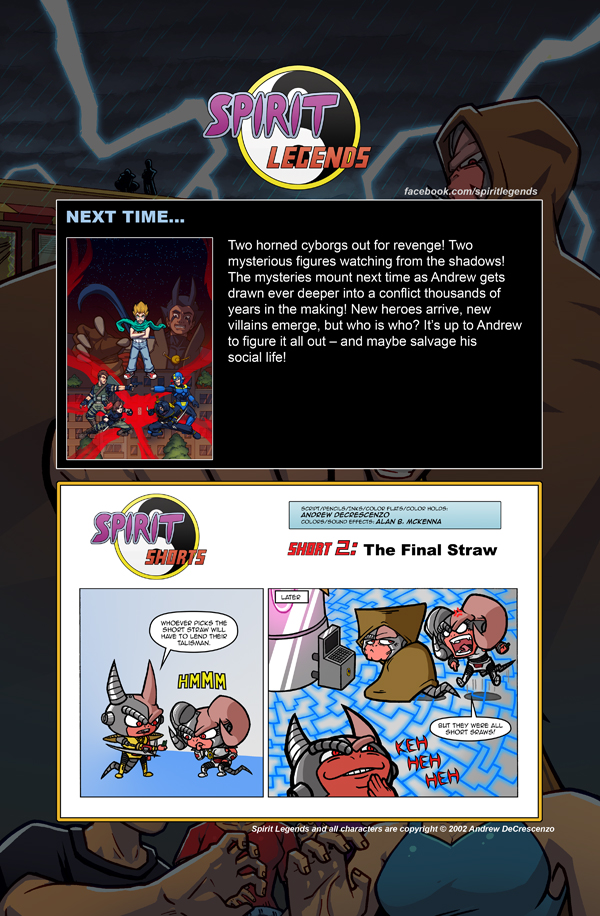 SPIRIT
LEGENDS
facebook.com/spiritlegends
NEXT TIME...
Two horned cyborgs out for revenge! Two
mysterious figures watching from the shadows!
The mysteries mount next time as Andrew gets
drawn ever deeper into a conflict thousands of
years in the making! New heroes arrive, new
villains emerge, but who is who? It's up to Andrew
to figure it all out – and maybe salvage his
social life!
SPIRIT
SHORTS
SCRIPT/PENCILS/INKS/COLOR FLATS/COLOR HOLDS:
ANDREW DECRESCENZO
COLORS/SOUND EFFECTS: ALAN B. MCKENNA
SHORT 2: The Final Straw
WHOEVER PICKS THE
SHORT STRAW WILL
HAVE TO LEND THEIR
TALISMAN.
HMMM
LATER
BUT THEY WERE ALL
SHORT SRAWS!
KEH
HEH
HEH
Spirit Legends and all characters are copyright © 2002 Andrew DeCrescenzo